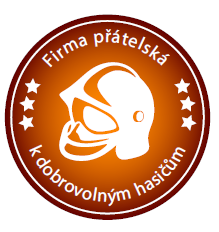 Firma přátelská
k dobrovolným hasičům